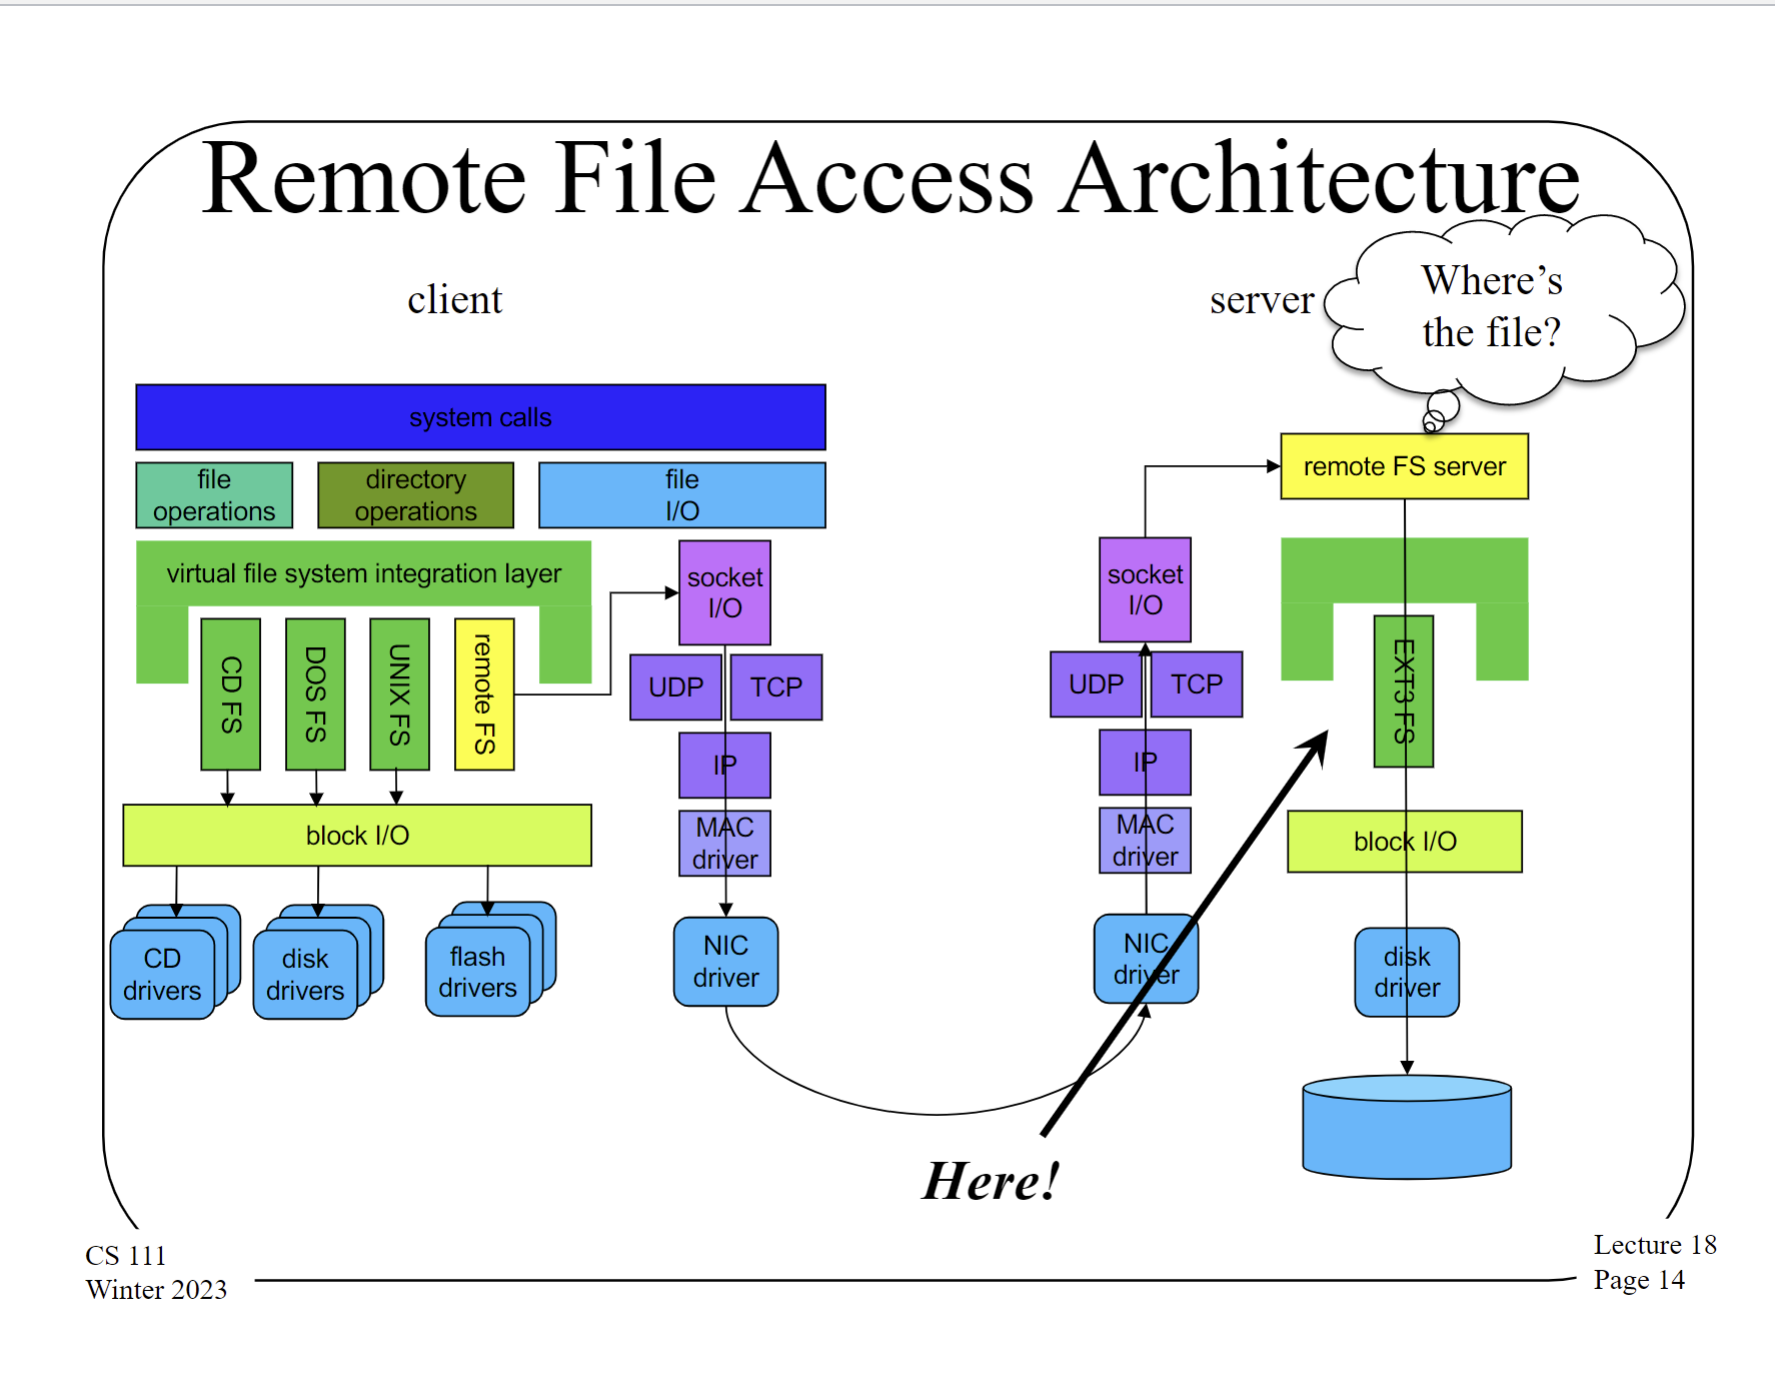 Remote File Access Architecture
client
server
Where's
the file?
system calls
file
operations
directory
operations
file
I/O
virtual file system integration layer
CD FS
DOS FS
UNIX FS
remote FS
block I/O
CD
drivers
disk
drivers
flash
drivers
socket
I/O
UDP
TCP
IP
MAC
driver
NIC
driver
socket
I/O
UDP
TCP
IP
MAC
driver
NIC
driver
remote FS server
EXT3 FS
block I/O
disk
driver
Here!
CS 111
Winter 2023
Lecture 18
Page 14